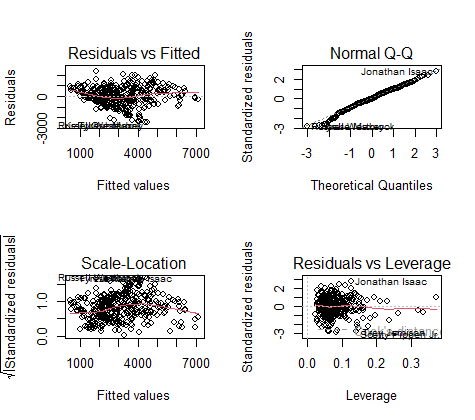 Residuals vs Fitted
Residuals
-3000
0
1000
4000
7000
Fitted values
Normal Q-Q
Standardized residuals
-3
0
2
Jonathan Isaac
-3
-1
0
1
2
3
Theoretical Quantiles
Scale-Location
√|Standardized residuals|
0.0
1.0
1000
4000
7000
Fitted values
Residuals vs Leverage
Standardized residuals
-3
0
2
Jonathan Isaac
0.0
0.1
0.2
0.3
Leverage